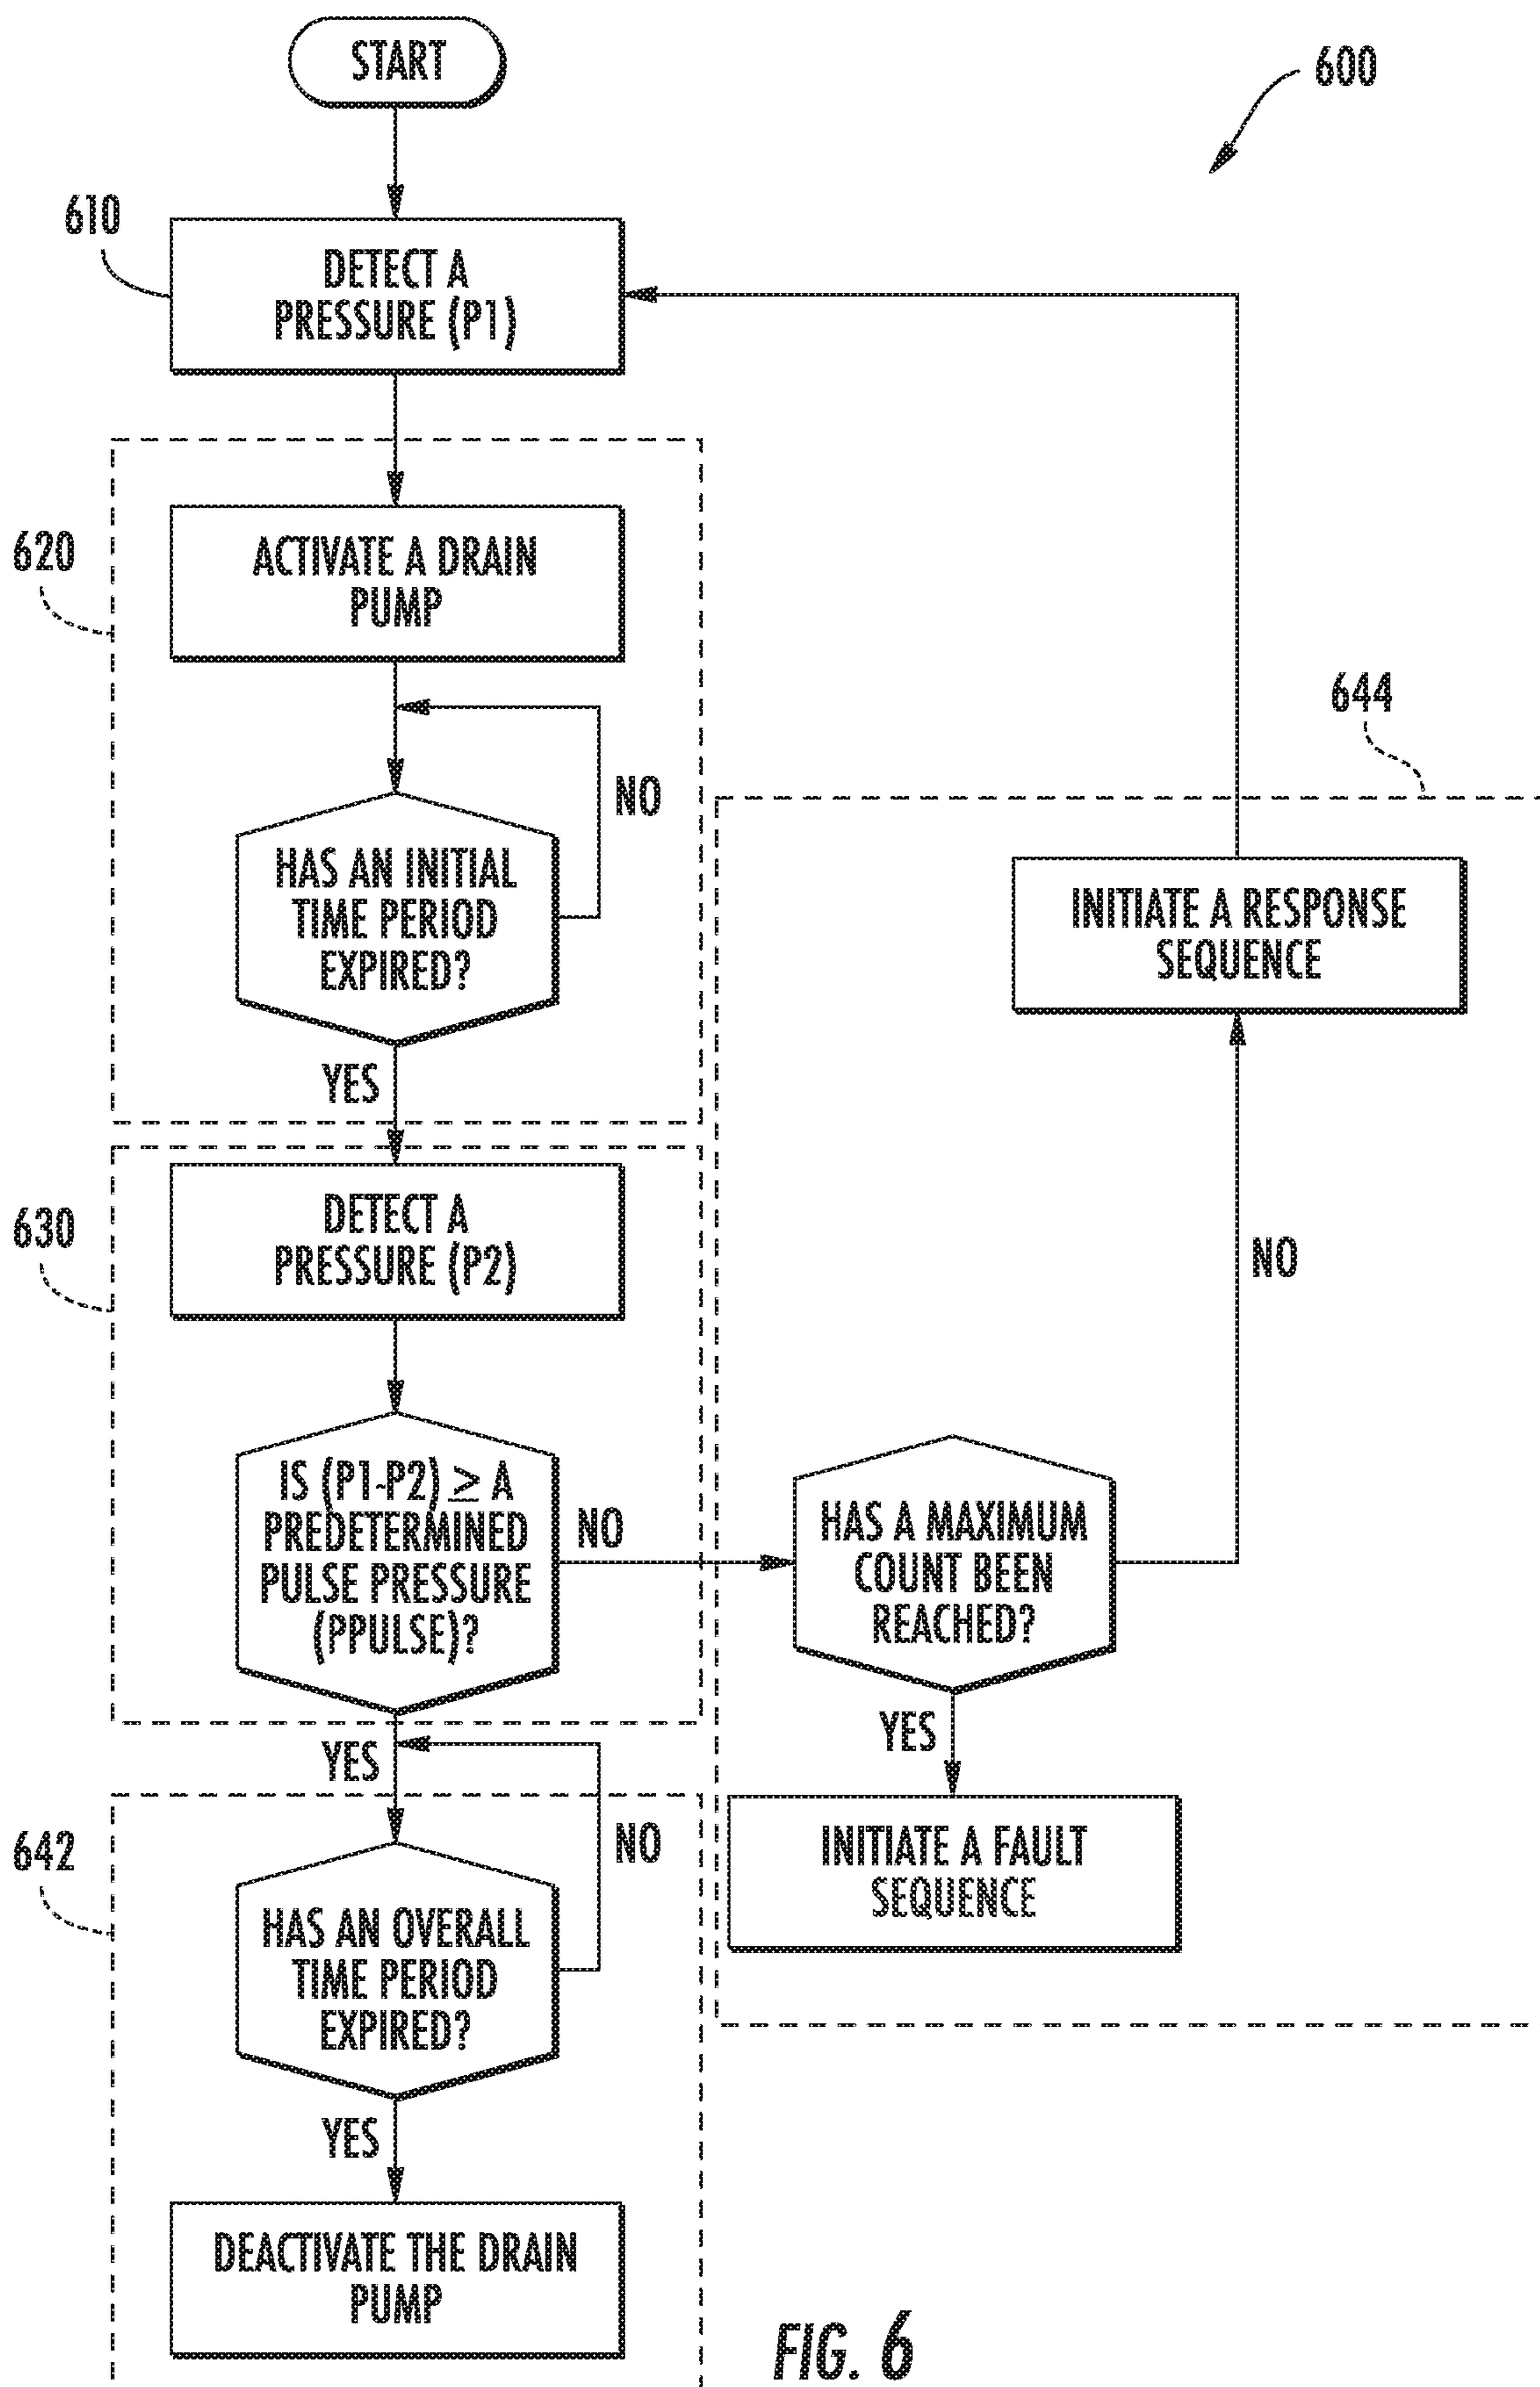 START
600
610
DETECT A
PRESSURE (P1)
620
ACTIVATE A DRAIN
PUMP
644
NO
HAS AN INITIAL
TIME PERIOD
EXPIRED?
INITIATE A RESPONSE
SEQUENCE
YES
630
DETECT A
PRESSURE (P2)
NO
IS (P1-P2) ≥ A
PREDETERMINED
PULSE PRESSURE
(PPULSE)?
NO
HAS A MAXIMUM
COUNT BEEN
REACHED?
YES
YES
642
NO
INITIATE A FAULT
SEQUENCE
HAS AN OVERALL
TIME PERIOD
EXPIRED?
YES
DEACTIVATE THE DRAIN
PUMP
FIG. 6